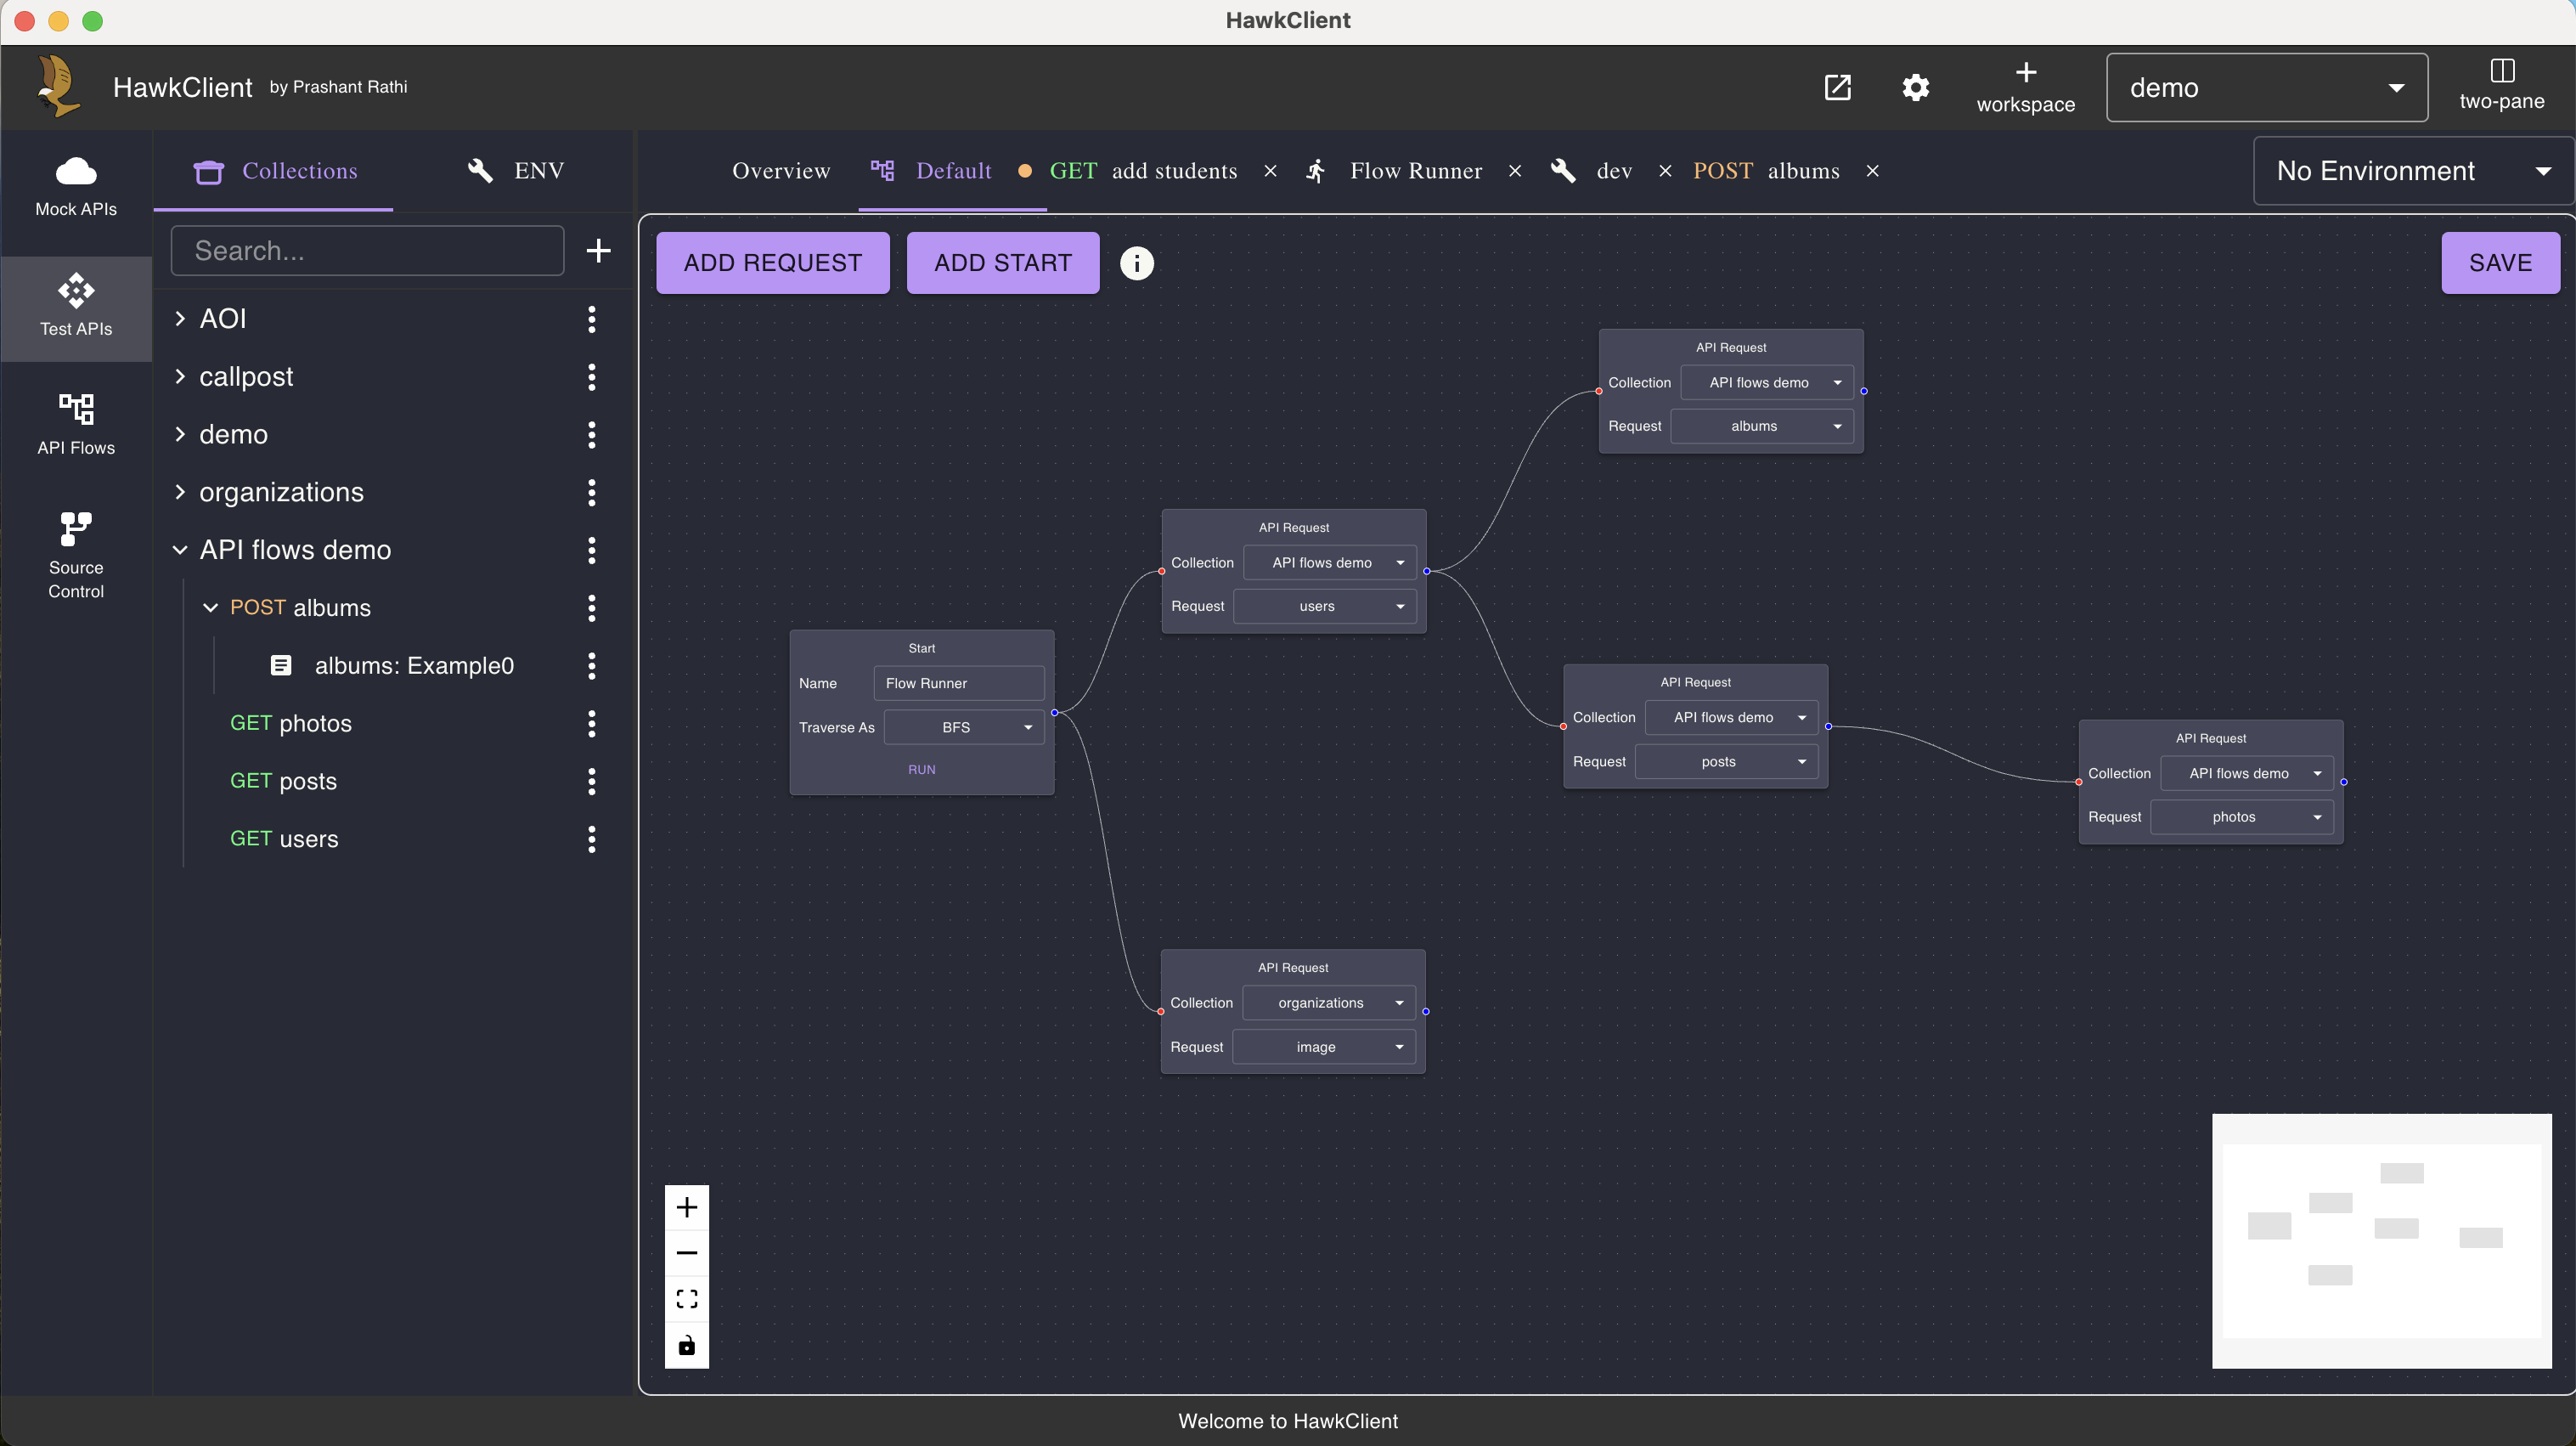 HawkClient
HawkClient by Prashant Rathi
workspace
demo
two-pane
Mock APIs
Test APIs
API Flows
Source
Control
Collections
ENV
Search...
AOI
callpost
demo
organizations
API flows demo
POST albums
albums: Example0
GET photos
GET posts
GET users
Overview
Default
GET add students
Flow Runner
dev
POST albums
No Environment
ADD REQUEST
ADD START
SAVE
Start
Name Flow Runner
Traverse As BFS
RUN
API Request
Collection API flows demo
Request users
API Request
Collection API flows demo
Request albums
API Request
Collection API flows demo
Request posts
API Request
Collection API flows demo
Request photos
API Request
Collection organizations
Request image
Welcome to HawkClient